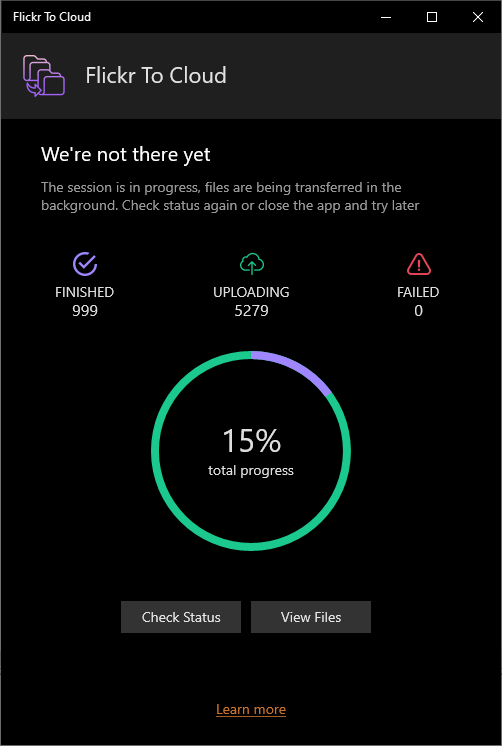 Flickr To Cloud
Flickr To Cloud
We're not there yet
The session is in progress, files are being transferred in the
background. Check status again or close the app and try later
FINISHED
999
UPLOADING
5279
FAILED
0
15%
total progress
Check Status
View Files
Learn more